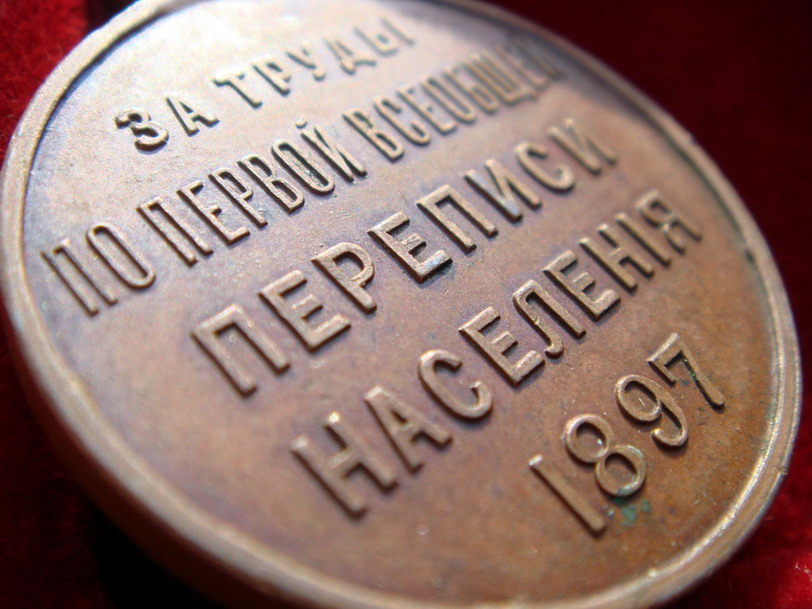 ЗА ТРУДЫ
ПО ПЕРВОЙ ВСЕОБЩЕЙ
ПЕРЕПИСИ
НАСЕЛЕНІЯ
1897